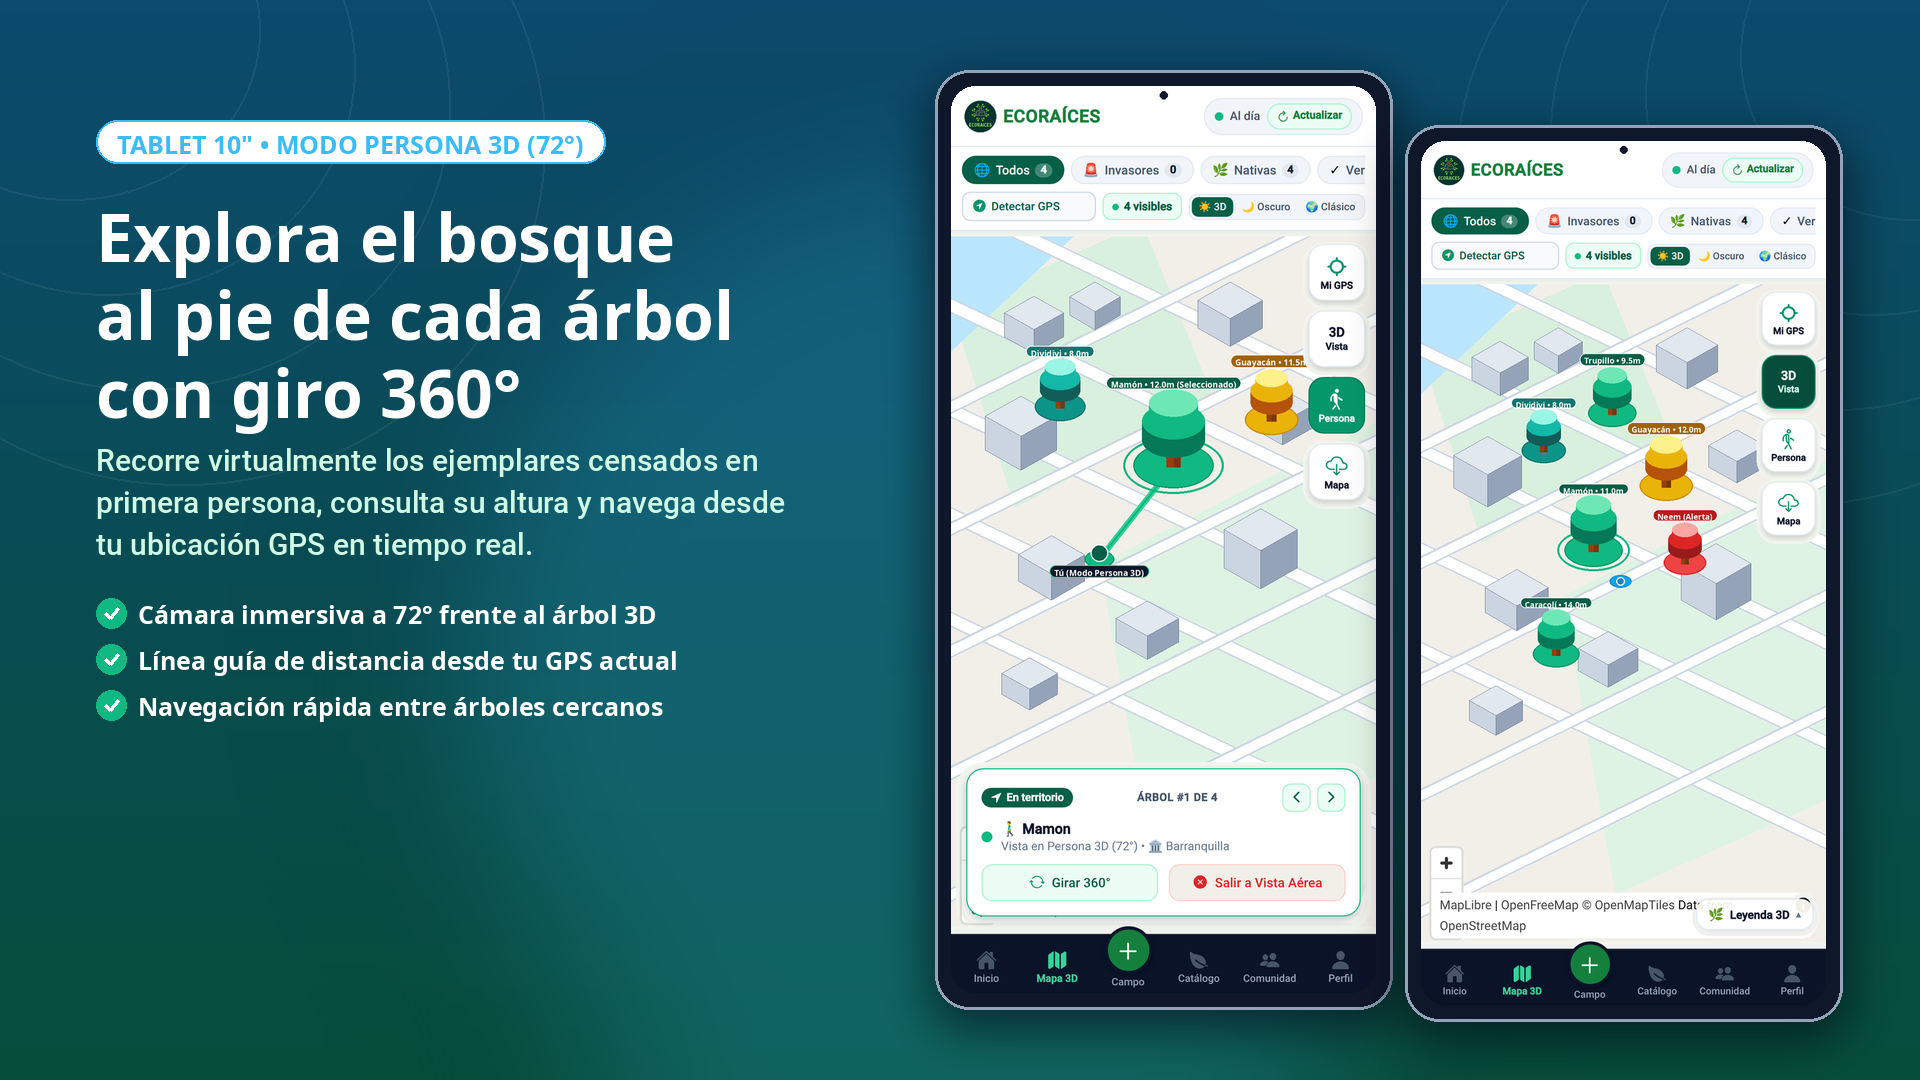 TABLET 10" • MODO PERSONA 3D (72°)
Explora el bosque
al pie de cada árbol
con giro 360°
Recorre virtualmente los ejemplares censados en
primera persona, consulta su altura y navega desde
tu ubicación GPS en tiempo real.
Cámara inmersiva a 72° frente al árbol 3D
Línea guía de distancia desde tu GPS actual
Navegación rápida entre árboles cercanos
ECORAÍCES
ECORAÍCES
Al día
Actualizar
Todos 4
Invasores 0
Nativas 4
✓ Ver
Detectar GPS
4 visibles
3D
Oscuro
Clásico
Mi GPS
3D
Vista
Persona
Mapa
Dividivi • 8.0m
Mamón • 12.0m (Seleccionado)
Guayacán • 11.5m
Tú (Modo Persona 3D)
En territorio
ÁRBOL #1 DE 4
Mamon
Vista en Persona 3D (72°) • Barranquilla
Girar 360°
Salir a Vista Aérea
Inicio
Mapa 3D
Campo
Catálogo
Comunidad
Perfil
ECORAÍCES
ECORAÍCES
Al día
Actualizar
Todos 4
Invasores 0
Nativas 4
✓ Ver
Detectar GPS
4 visibles
3D
Oscuro
Clásico
Mi GPS
3D
Vista
Persona
Mapa
Trupillo • 9.5m
Dividivi • 8.0m
Guayacán • 12.0m
Mamón • 11.0m
Neem (Alerta)
Caracolí • 14.0m
+
MapLibre | OpenFreeMap © OpenMapTiles
OpenStreetMap
Leyenda 3D ▲
Inicio
Mapa 3D
Campo
Catálogo
Comunidad
Perfil